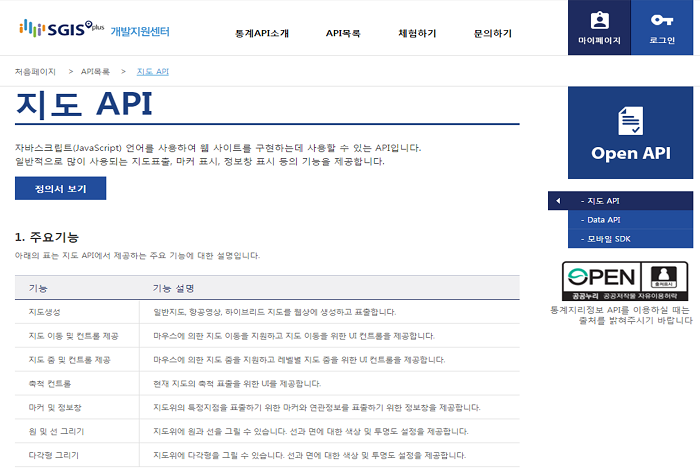 SGIS plus 개발지원센터
통계API소개 API목록 체험하기 문의하기
마이페이지 로그인
처음페이지 > API목록 > 지도 API
지도 API
자바스크립트(JavaScript) 언어를 사용하여 웹 사이트를 구현하는데 사용할 수 있는 API입니다.
일반적으로 많이 사용되는 지도표출, 마커 표시, 정보창 표시 등의 기능을 제공합니다.
정의서 보기
Open API
- 지도 API
- Data API
- 모바일 SDK
OPEN 출처표시
공공누리 공공저작물 자유이용허락
통계지리정보 API를 이용하실 때는
출처를 밝혀주시기 바랍니다
1. 주요기능
아래의 표는 지도 API에서 제공하는 주요 기능에 대한 설명입니다.
기능 기능 설명
지도생성 일반지도, 항공영상, 하이브리드 지도를 웹상에 생성하고 표출합니다.
지도 이동 및 컨트롤 제공 마우스에 의한 지도 이동을 지원하고 지도 이동을 위한 UI 컨트롤을 제공합니다.
지도 줌 및 컨트롤 제공 마우스에 의한 지도 줌을 지원하고 레벨별 지도 줌을 위한 UI 컨트롤을 제공합니다.
축척 컨트롤 현재 지도의 축척 표출을 위한 UI을 제공합니다.
마커 및 정보창 지도위의 특정지점을 표출하기 위한 마커와 연관정보를 표출하기 위한 정보창을 제공합니다.
원 및 선 그리기 지도위에 원과 선을 그릴 수 있습니다. 선과 면에 대한 색상 및 투명도 설정을 제공합니다.
다각형 그리기 지도위에 다각형을 그릴 수 있습니다. 선과 면에 대한 색상 및 투명도 설정을 제공합니다.